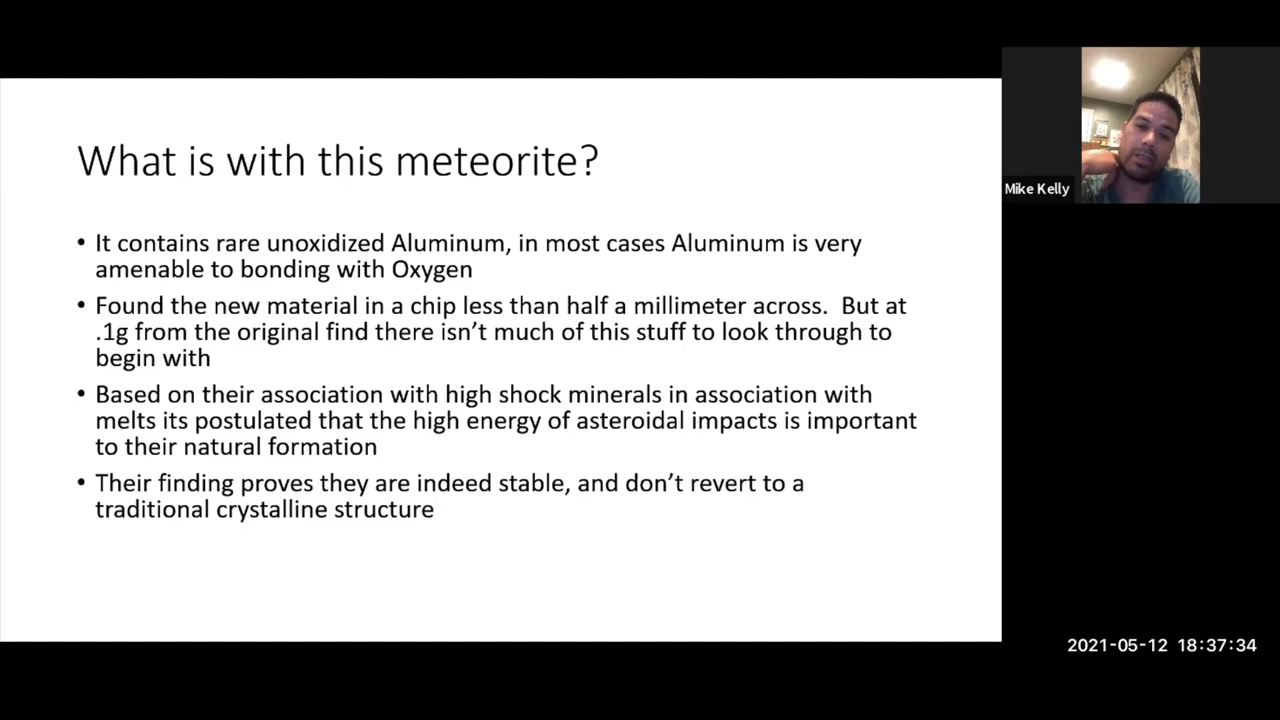 What is with this meteorite?
• It contains rare unoxidized Aluminum, in most cases Aluminum is very
amenable to bonding with Oxygen
• Found the new material in a chip less than half a millimeter across.  But at
.1g from the original find there isn’t much of this stuff to look through to
begin with
• Based on their association with high shock minerals in association with
melts its postulated that the high energy of asteroidal impacts is important
to their natural formation
• Their finding proves they are indeed stable, and don’t revert to a
traditional crystalline structure
Mike Kelly
2021-05-12 18:37:34